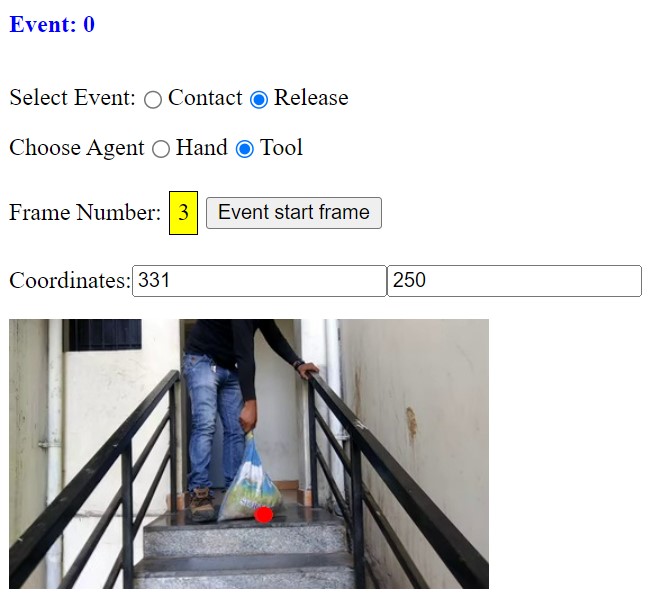 Event: 0
Select Event: Contact Release
Choose Agent Hand Tool
Frame Number: 3 Event start frame
Coordinates: 331 250